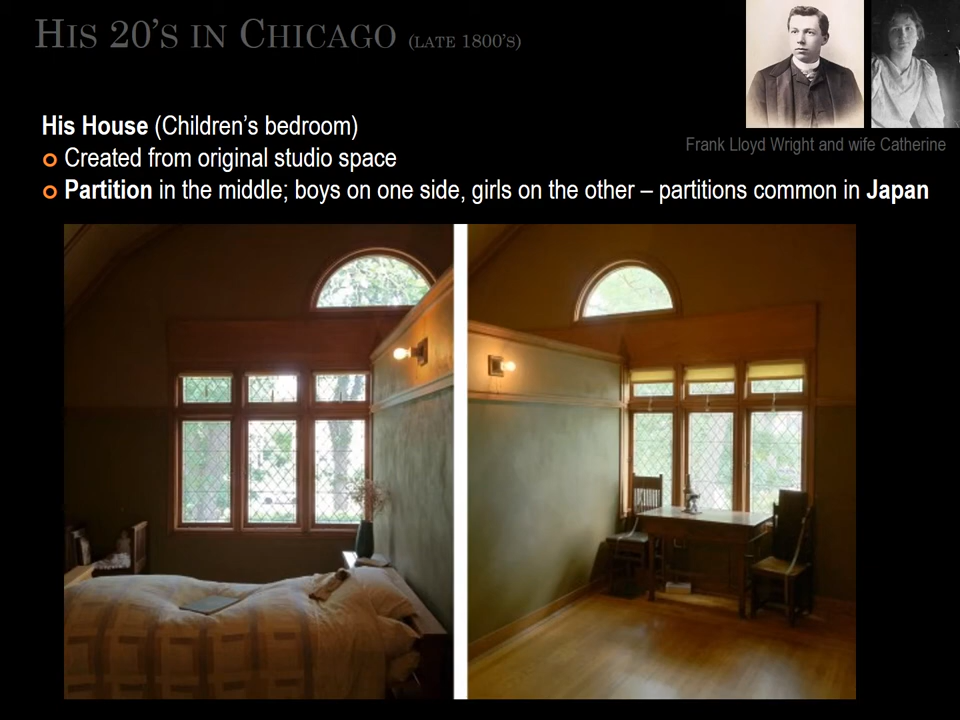 His 20's in Chicago (late 1800's)
Frank Lloyd Wright and wife Catherine
His House (Children's bedroom)
Created from original studio space
Partition in the middle; boys on one side, girls on the other – partitions common in Japan